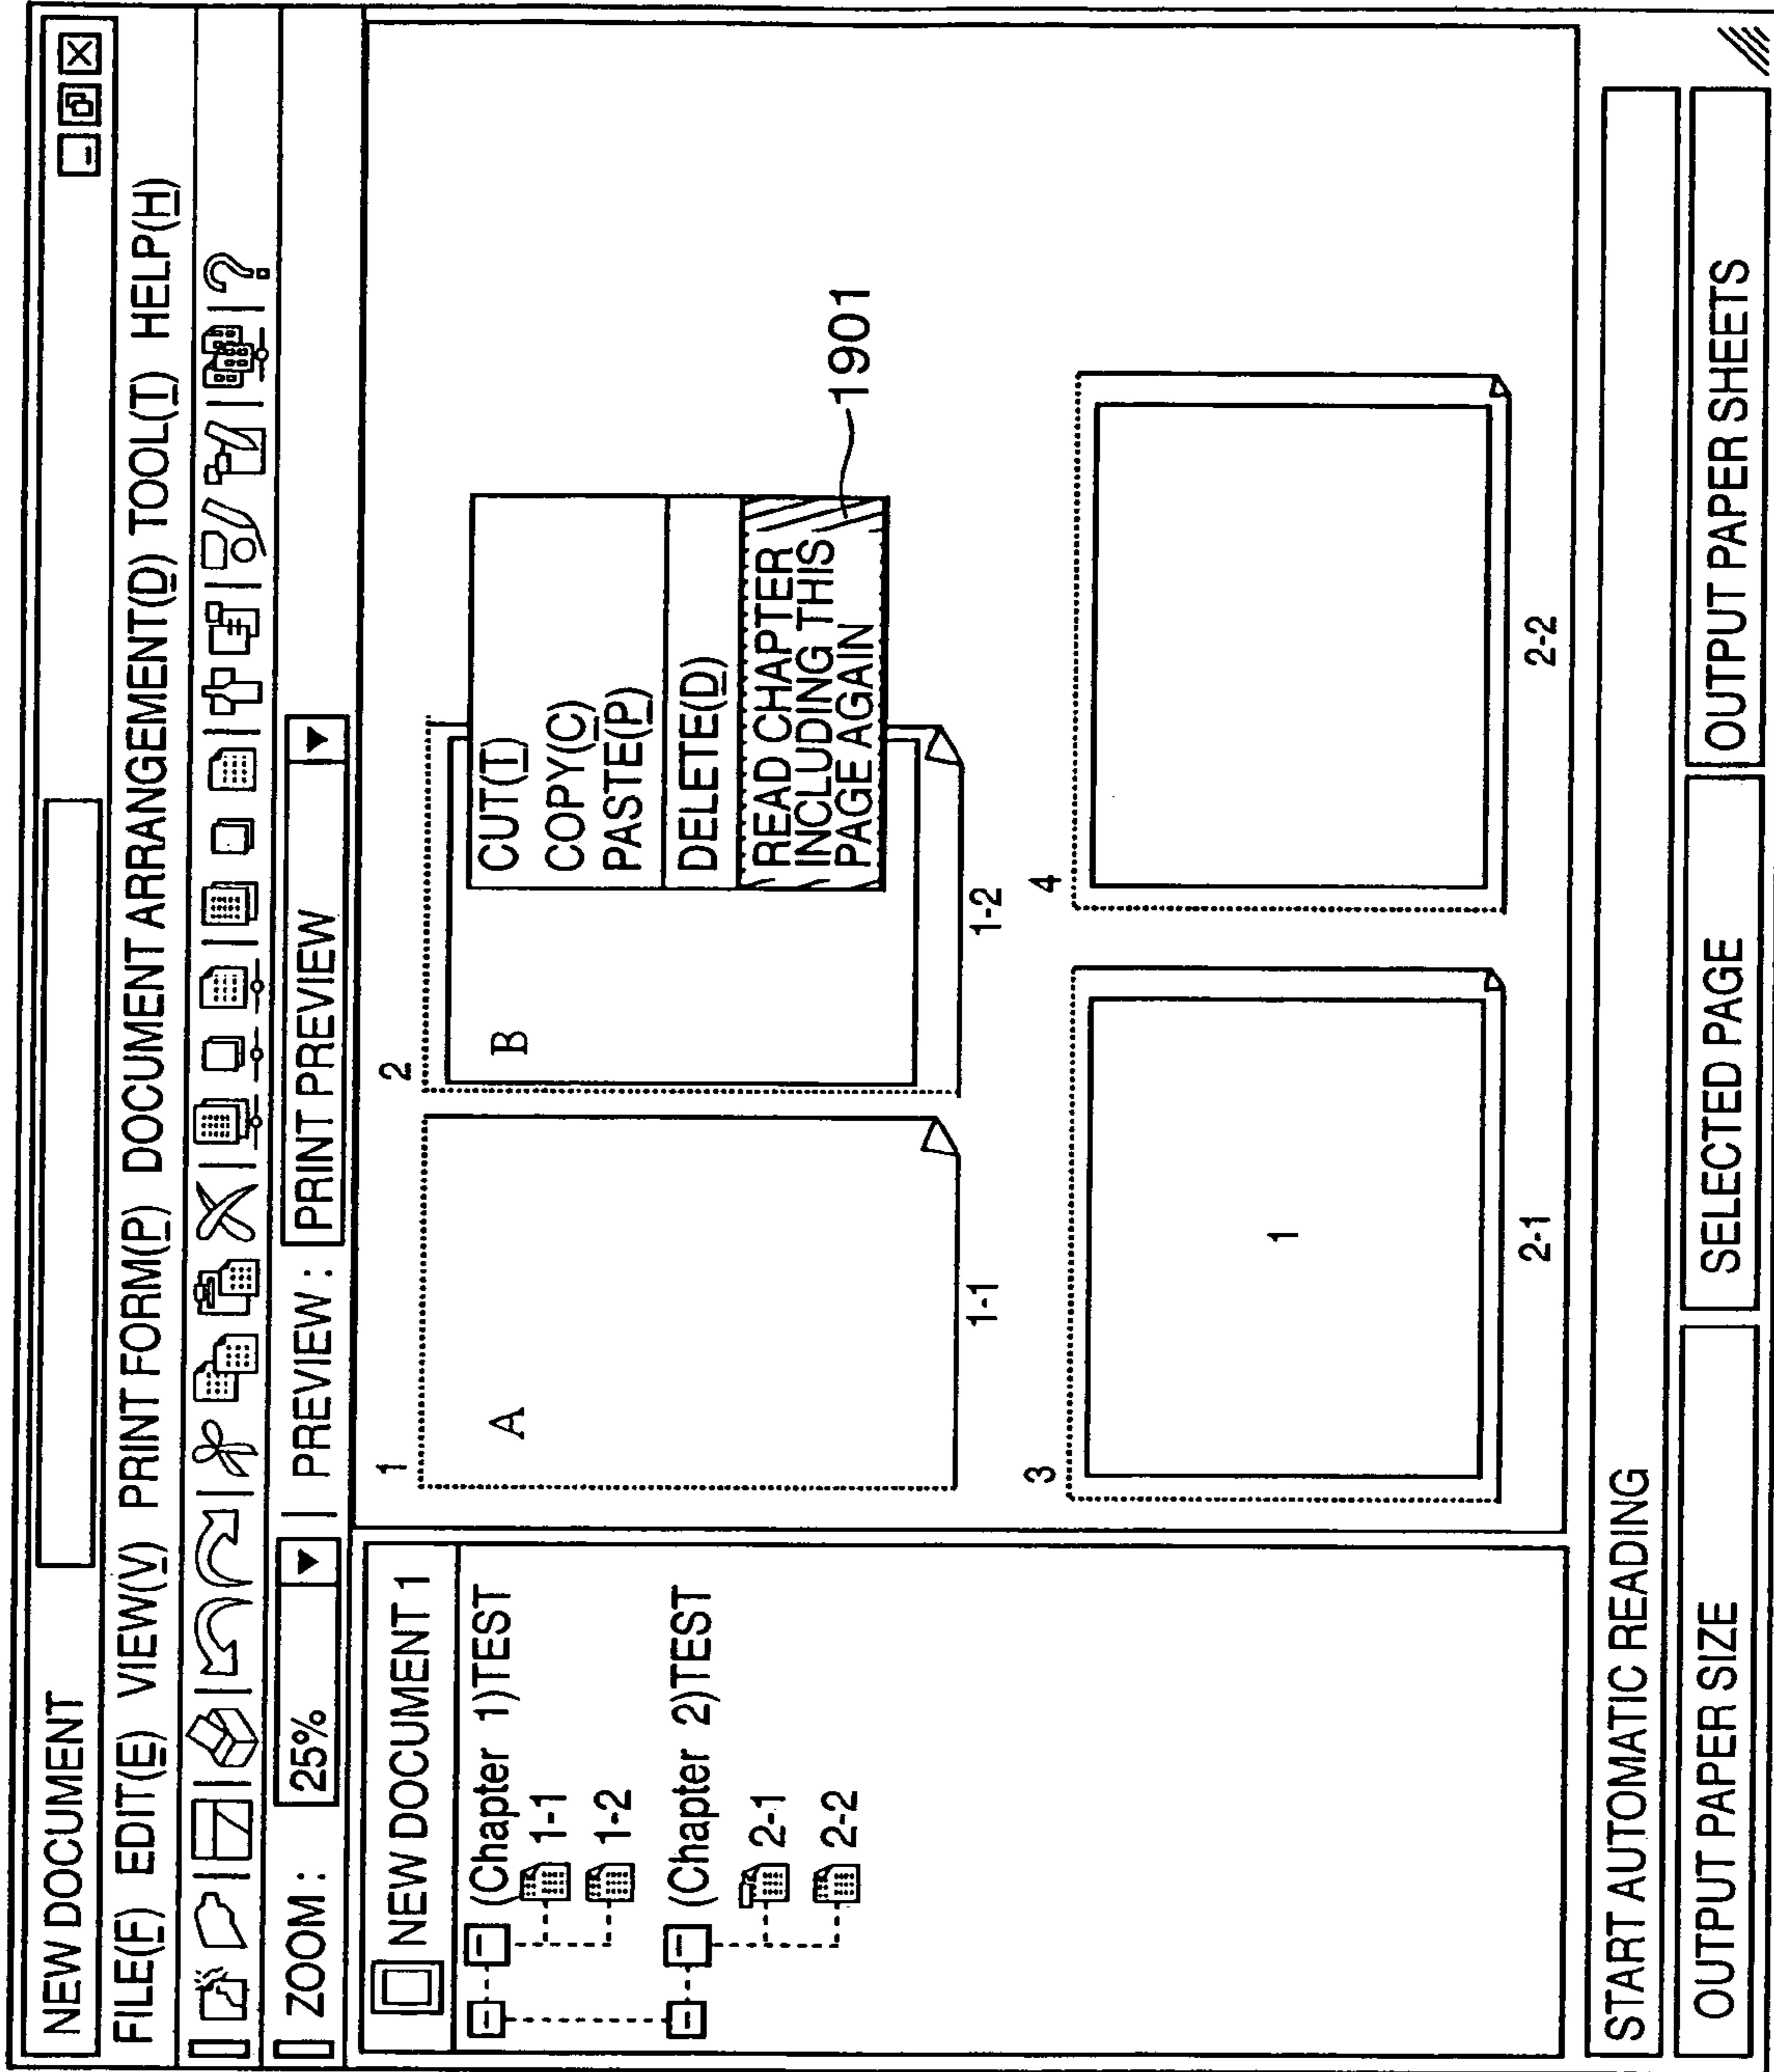 NEW DOCUMENT
FILE(F) EDIT(E) VIEW(V) PRINT FORM(P) DOCUMENT ARRANGEMENT(D) TOOL(T) HELP(H)
ZOOM : 25% PREVIEW : PRINT PREVIEW
NEW DOCUMENT 1
(Chapter 1)TEST
1-1
1-2
(Chapter 2)TEST
2-1
2-2
1
A
1-1
2
B
1-2
CUT(T)
COPY(C)
PASTE(P)
DELETE(D)
READ CHAPTER
INCLUDING THIS
PAGE AGAIN
1901
3
1
2-1
4
2-2
START AUTOMATIC READING
OUTPUT PAPER SIZE
SELECTED PAGE
OUTPUT PAPER SHEETS